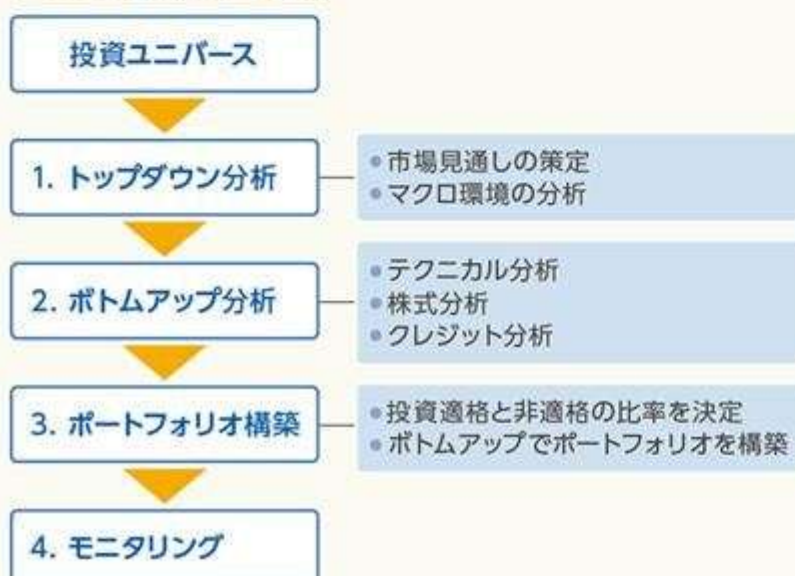 投資ユニバース
1. トップダウン分析
•市場見通しの策定
•マクロ環境の分析
2. ボトムアップ分析
•テクニカル分析
•株式分析
•クレジット分析
3. ポートフォリオ構築
•投資適格と非適格の比率を決定
•ボトムアップでポートフォリオを構築
4. モニタリング